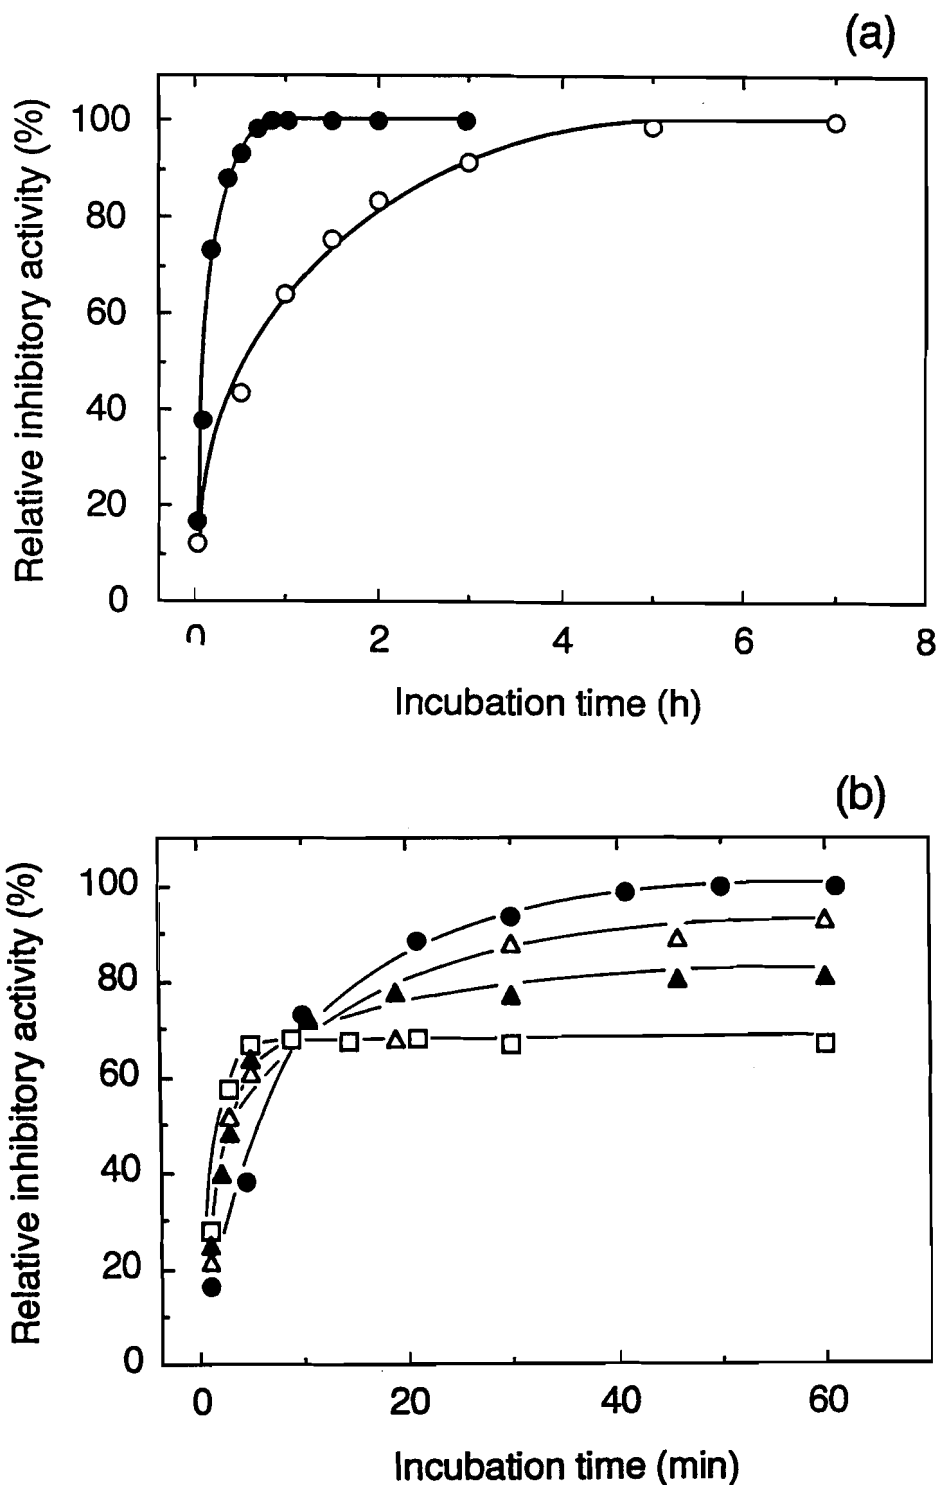 (a)
Relative inhibitory activity (%)
100
80
60
40
20
0
0 2 4 6 8
Incubation time (h)
(b)
Relative inhibitory activity (%)
100
80
60
40
20
0
0 20 40 60
Incubation time (min)